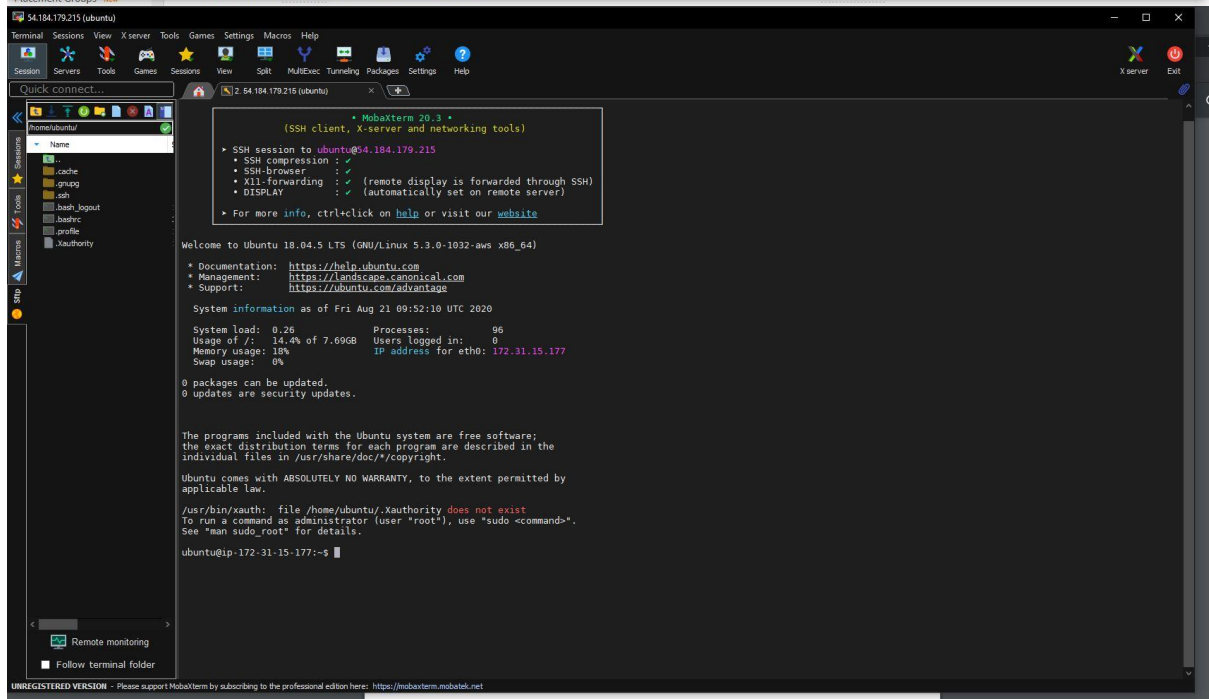 Placement Groups New
54.184.179.215 (ubuntu)
Terminal Sessions View X server Tools Games Settings Macros Help
Session Servers Tools Games Sessions View Split MultiExec Tunneling Packages Settings Help X server Exit
Quick connect...
2. 54.184.179.215 (ubuntu)
/home/ubuntu/
Name
..
.cache
.gnupg
.ssh
.bash_logout
.bashrc
.profile
.Xauthority
Sessions
Tools
Macros
Sftp
• MobaXterm 20.3 •
(SSH client, X-server and networking tools)
➤ SSH session to ubuntu@54.184.179.215
• SSH compression : ✔
• SSH-browser : ✔
• X11-forwarding : ✔ (remote display is forwarded through SSH)
• DISPLAY : ✔ (automatically set on remote server)
➤ For more info, ctrl+click on help or visit our website
Welcome to Ubuntu 18.04.5 LTS (GNU/Linux 5.3.0-1032-aws x86_64)
* Documentation: https://help.ubuntu.com
* Management: https://landscape.canonical.com
* Support: https://ubuntu.com/advantage
System information as of Fri Aug 21 09:52:10 UTC 2020
System load: 0.26 Processes: 96
Usage of /: 14.4% of 7.69GB Users logged in: 0
Memory usage: 18% IP address for eth0: 172.31.15.177
Swap usage: 0%
0 packages can be updated.
0 updates are security updates.
The programs included with the Ubuntu system are free software;
the exact distribution terms for each program are described in the
individual files in /usr/share/doc/*/copyright.
Ubuntu comes with ABSOLUTELY NO WARRANTY, to the extent permitted by
applicable law.
/usr/bin/xauth: file /home/ubuntu/.Xauthority does not exist
To run a command as administrator (user "root"), use "sudo <command>".
See "man sudo_root" for details.
ubuntu@ip-172-31-15-177:~$
Remote monitoring
Follow terminal folder
UNREGISTERED VERSION - Please support MobaXterm by subscribing to the professional edition here: https://mobaxterm.mobatek.net